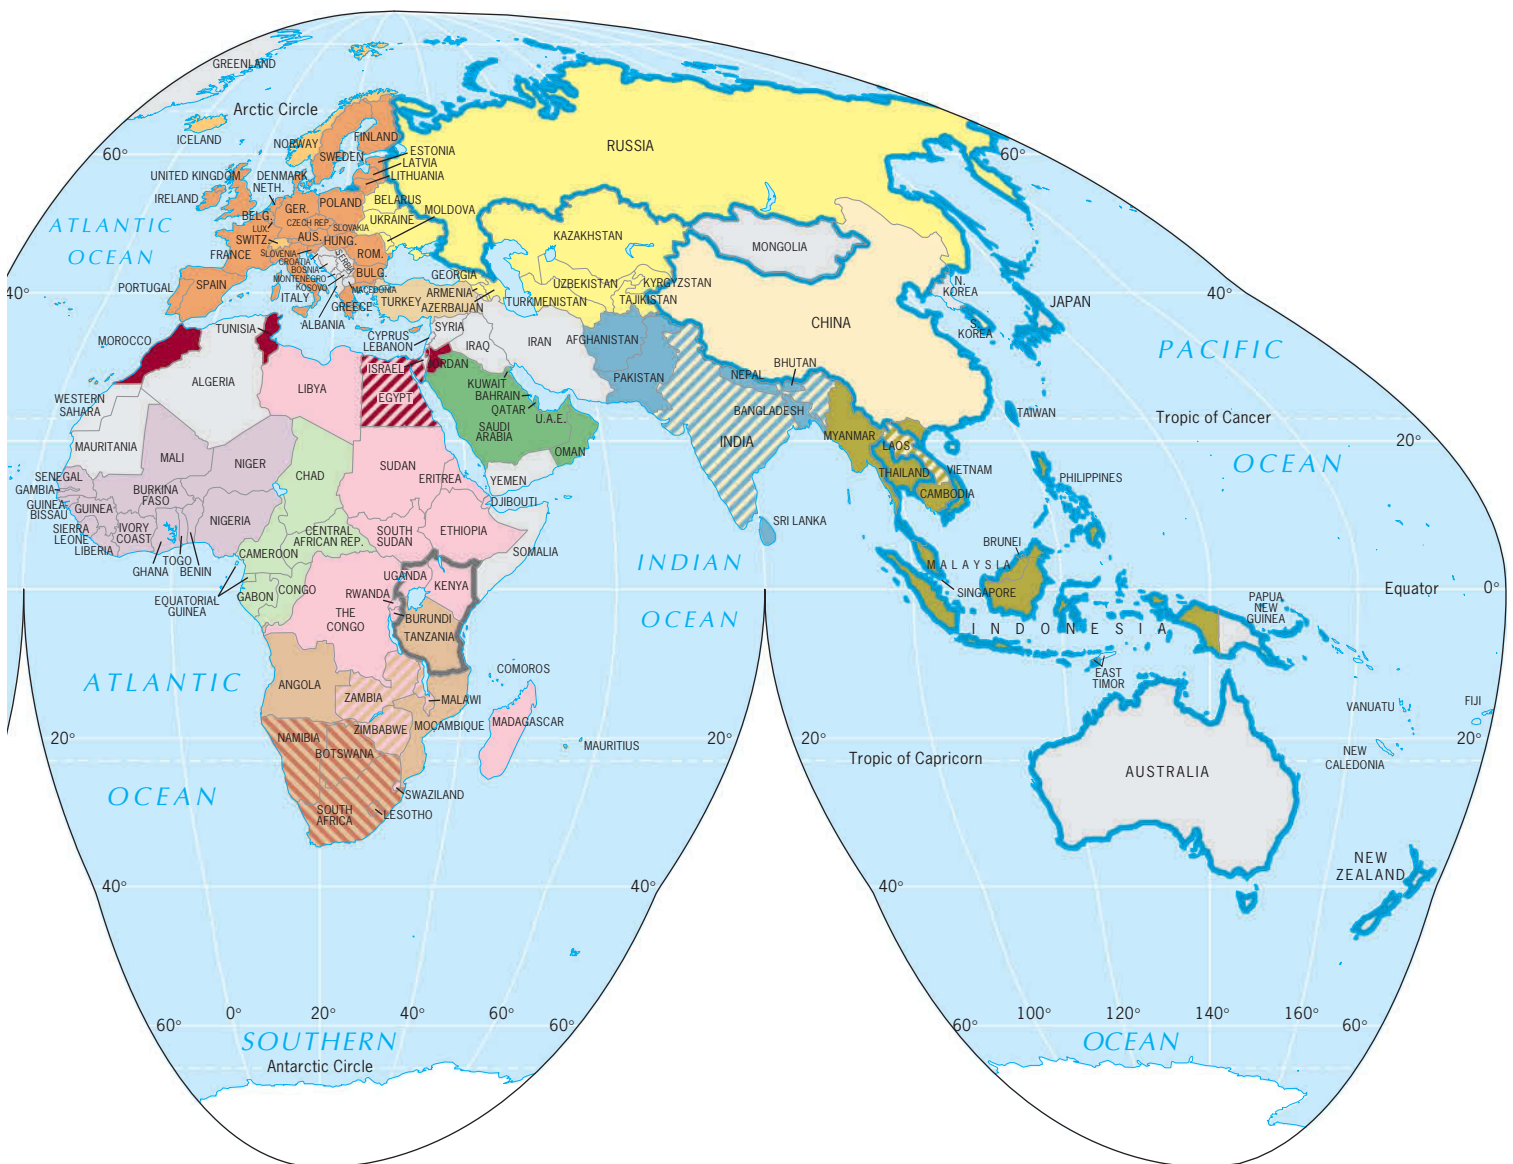 GREENLAND
Arctic Circle
ICELAND
NORWAY
FINLAND
SWEDEN
RUSSIA
60°
60°
ESTONIA
LATVIA
LITHUANIA
UNITED KINGDOM
DENMARK
NETH.
IRELAND
POLAND
BELARUS
GER.
BELG.
LUX.
CZECH REP.
SLOVAKIA
UKRAINE
MOLDOVA
ATLANTIC
OCEAN
SWITZ.
AUS.
HUNG.
FRANCE
SLOVENIA
CROATIA
BOSNIA
SERBIA
ROM.
MONTENEGRO
KOSOVO
BULG.
MACEDONIA
PORTUGAL
SPAIN
ITALY
GREECE
ALBANIA
TURKEY
GEORGIA
ARMENIA
AZERBAIJAN
KAZAKHSTAN
UZBEKISTAN
KYRGYZSTAN
TURKMENISTAN
TAJIKISTAN
MONGOLIA
40°
40°
N.
KOREA
S.
KOREA
JAPAN
CHINA
PACIFIC
OCEAN
MOROCCO
TUNISIA
CYPRUS
LEBANON
SYRIA
IRAQ
IRAN
AFGHANISTAN
ISRAEL
JORDAN
ALGERIA
LIBYA
EGYPT
KUWAIT
BAHRAIN
QATAR
U.A.E.
SAUDI
ARABIA
OMAN
YEMEN
PAKISTAN
NEPAL
BHUTAN
BANGLADESH
INDIA
MYANMAR
LAOS
THAILAND
VIETNAM
CAMBODIA
TAIWAN
Tropic of Cancer
20°
PHILIPPINES
SRI LANKA
WESTERN
SAHARA
MAURITANIA
MALI
NIGER
CHAD
SUDAN
ERITREA
DJIBOUTI
SENEGAL
GAMBIA
GUINEA
BISSAU
GUINEA
BURKINA
FASO
SIERRA
LEONE
LIBERIA
IVORY
COAST
GHANA
TOGO
BENIN
NIGERIA
CENTRAL
AFRICAN REP.
CAMEROON
SOUTH
SUDAN
ETHIOPIA
SOMALIA
EQUATORIAL
GUINEA
GABON
CONGO
THE
CONGO
UGANDA
KENYA
RWANDA
BURUNDI
TANZANIA
INDIAN
OCEAN
BRUNEI
MALAYSIA
SINGAPORE
INDONESIA
PAPUA
NEW
GUINEA
EAST
TIMOR
Equator
0°
ATLANTIC
OCEAN
ANGOLA
ZAMBIA
MALAWI
COMOROS
MOÇAMBIQUE
ZIMBABWE
MADAGASCAR
MAURITIUS
NAMIBIA
BOTSWANA
SWAZILAND
LESOTHO
SOUTH
AFRICA
20°
20°
20°
20°
Tropic of Capricorn
AUSTRALIA
VANUATU
FIJI
NEW
CALEDONIA
NEW
ZEALAND
40°
40°
40°
60°
0°
20°
40°
60°
60°
60°
100°
120°
140°
160°
60°
SOUTHERN
OCEAN
Antarctic Circle